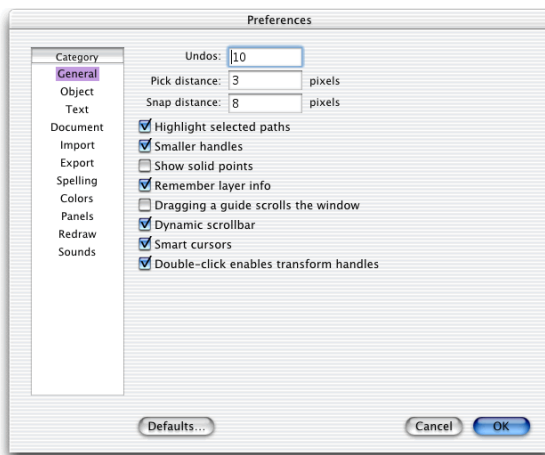 Preferences
Category
General
Object
Text
Document
Import
Export
Spelling
Colors
Panels
Redraw
Sounds
Undos: 10
Pick distance: 3 pixels
Snap distance: 8 pixels
Highlight selected paths
Smaller handles
Show solid points
Remember layer info
Dragging a guide scrolls the window
Dynamic scrollbar
Smart cursors
Double-click enables transform handles
Defaults...
Cancel
OK